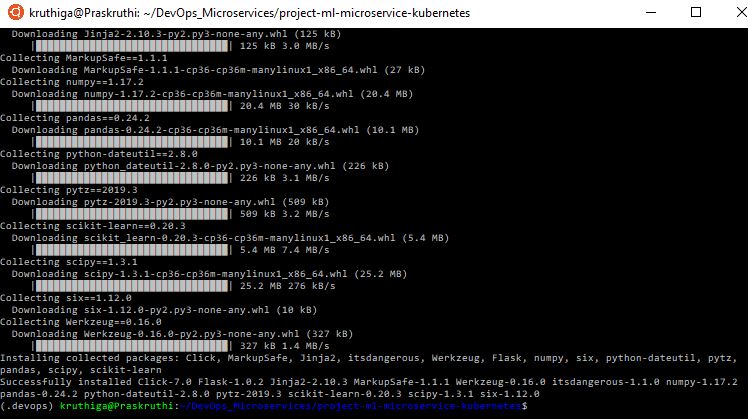 kruthiga@Praskruthi: ~/DevOps_Microservices/project-ml-microservice-kubernetes
Downloading Jinja2-2.10.3-py2.py3-none-any.whl (125 kB)
125 kB 3.0 MB/s
Collecting MarkupSafe==1.1.1
Downloading MarkupSafe-1.1.1-cp36-cp36m-manylinux1_x86_64.whl (27 kB)
Collecting numpy==1.17.2
Downloading numpy-1.17.2-cp36-cp36m-manylinux1_x86_64.whl (20.4 MB)
20.4 MB 30 kB/s
Collecting pandas==0.24.2
Downloading pandas-0.24.2-cp36-cp36m-manylinux1_x86_64.whl (10.1 MB)
10.1 MB 20 kB/s
Collecting python-dateutil==2.8.0
Downloading python_dateutil-2.8.0-py2.py3-none-any.whl (226 kB)
226 kB 3.1 MB/s
Collecting pytz==2019.3
Downloading pytz-2019.3-py2.py3-none-any.whl (509 kB)
509 kB 3.2 MB/s
Collecting scikit-learn==0.20.3
Downloading scikit_learn-0.20.3-cp36-cp36m-manylinux1_x86_64.whl (5.4 MB)
5.4 MB 7.4 MB/s
Collecting scipy==1.3.1
Downloading scipy-1.3.1-cp36-cp36m-manylinux1_x86_64.whl (25.2 MB)
25.2 MB 276 kB/s
Collecting six==1.12.0
Downloading six-1.12.0-py2.py3-none-any.whl (10 kB)
Collecting Werkzeug==0.16.0
Downloading Werkzeug-0.16.0-py2.py3-none-any.whl (327 kB)
327 kB 1.4 MB/s
Installing collected packages: Click, MarkupSafe, Jinja2, itsdangerous, Werkzeug, Flask, numpy, six, python-dateutil, pytz,
pandas, scipy, scikit-learn
Successfully installed Click-7.0 Flask-1.0.2 Jinja2-2.10.3 MarkupSafe-1.1.1 Werkzeug-0.16.0 itsdangerous-1.1.0 numpy-1.17.2
pandas-0.24.2 python-dateutil-2.8.0 pytz-2019.3 scikit-learn-0.20.3 scipy-1.3.1 six-1.12.0
(.devops) kruthiga@Praskruthi:~/DevOps_Microservices/project-ml-microservice-kubernetes$